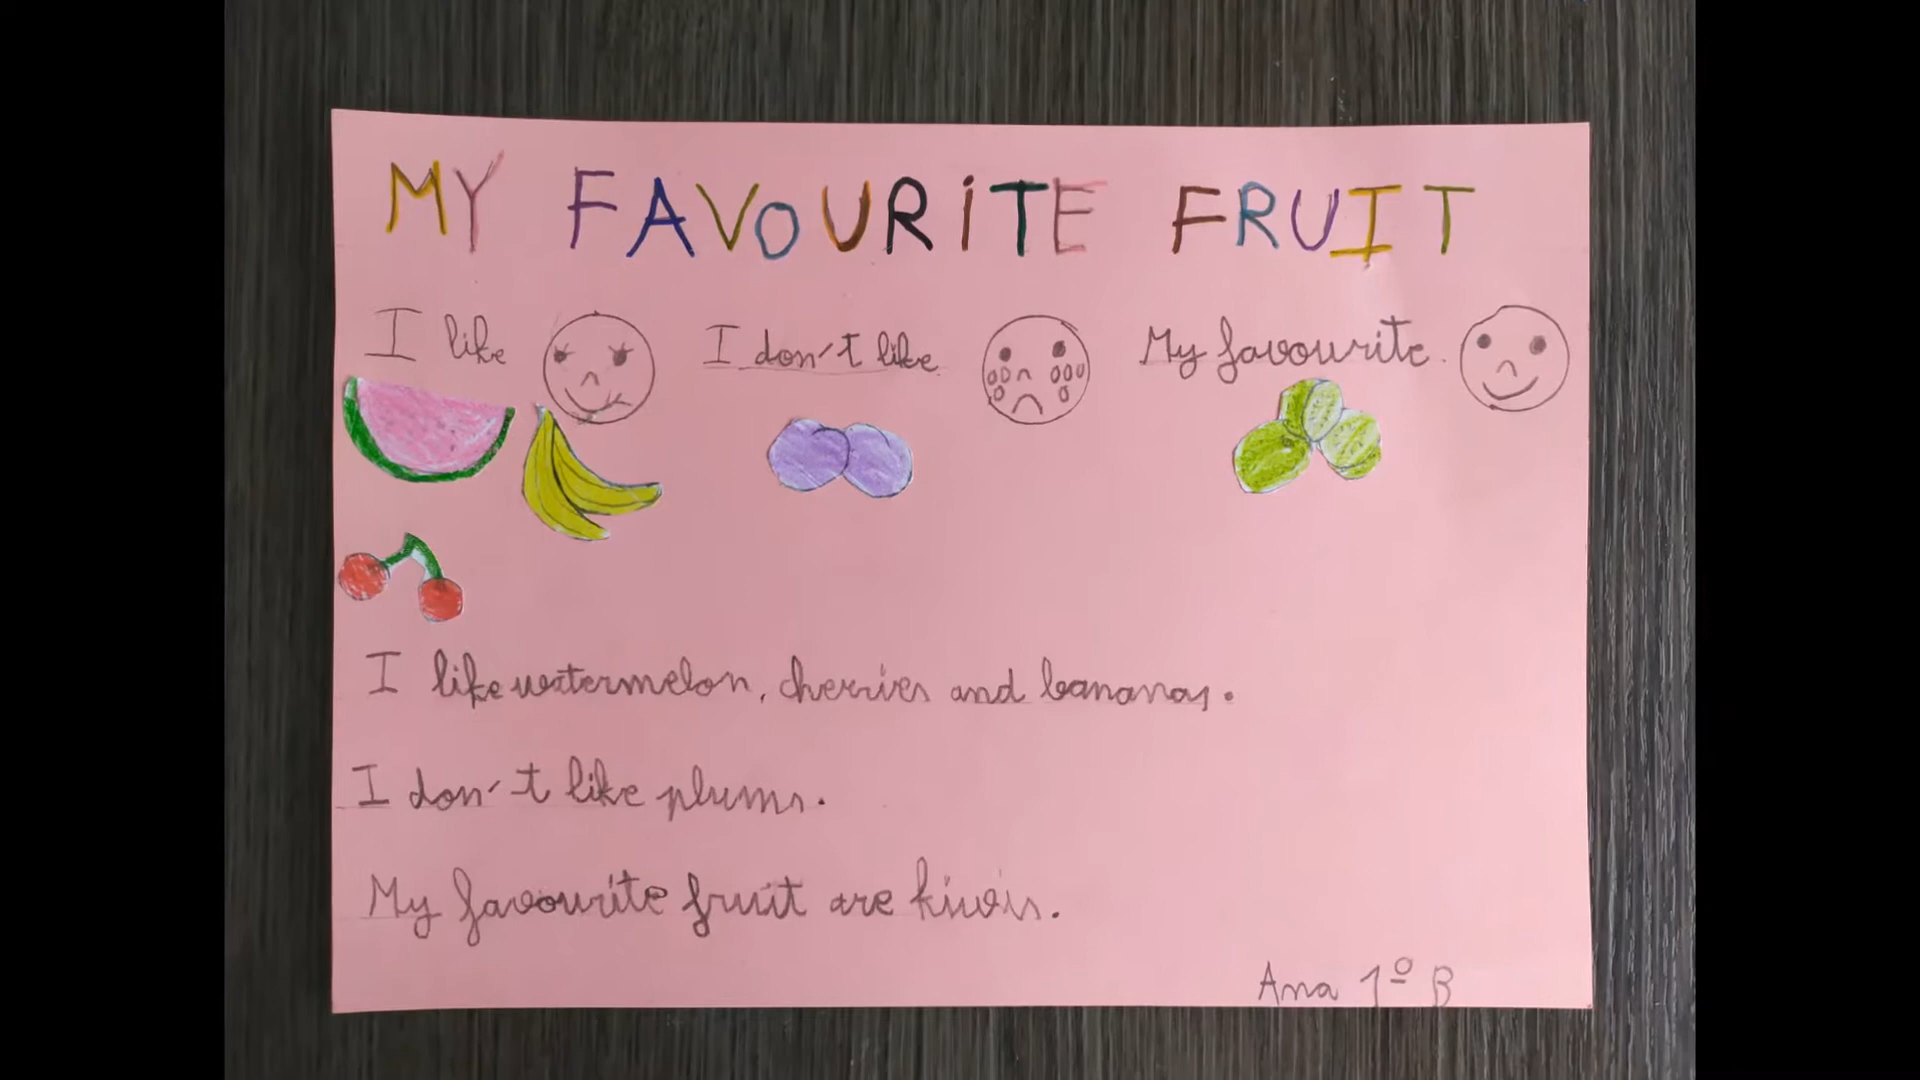 MY FAVOURITE FRUIT
I like I don't like My favourite.
I like watermelon, cherries and bananas.
I don't like plums.
My favourite fruit are kiwis.
Ana 1º B